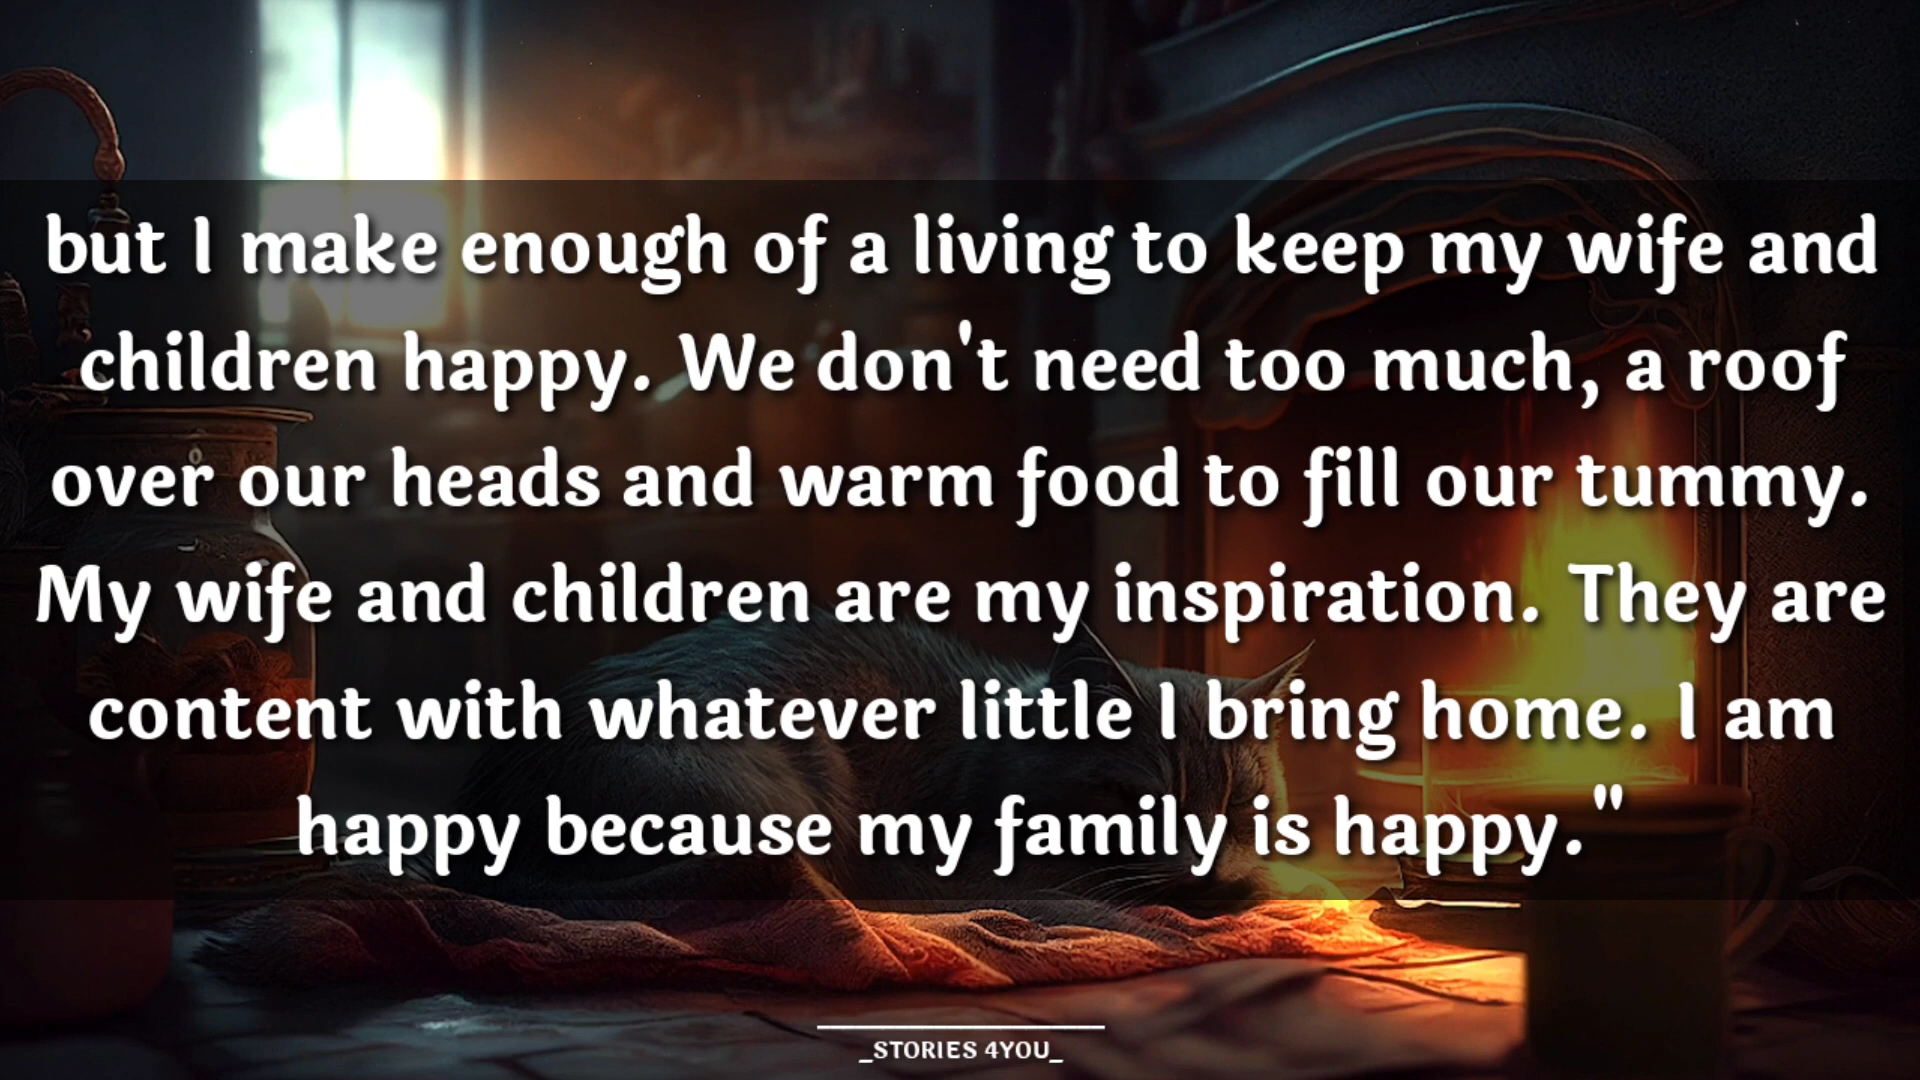 but I make enough of a living to keep my wife and
children happy. We don't need too much, a roof
over our heads and warm food to fill our tummy.
My wife and children are my inspiration. They are
content with whatever little I bring home. I am
happy because my family is happy."
_STORIES 4YOU_